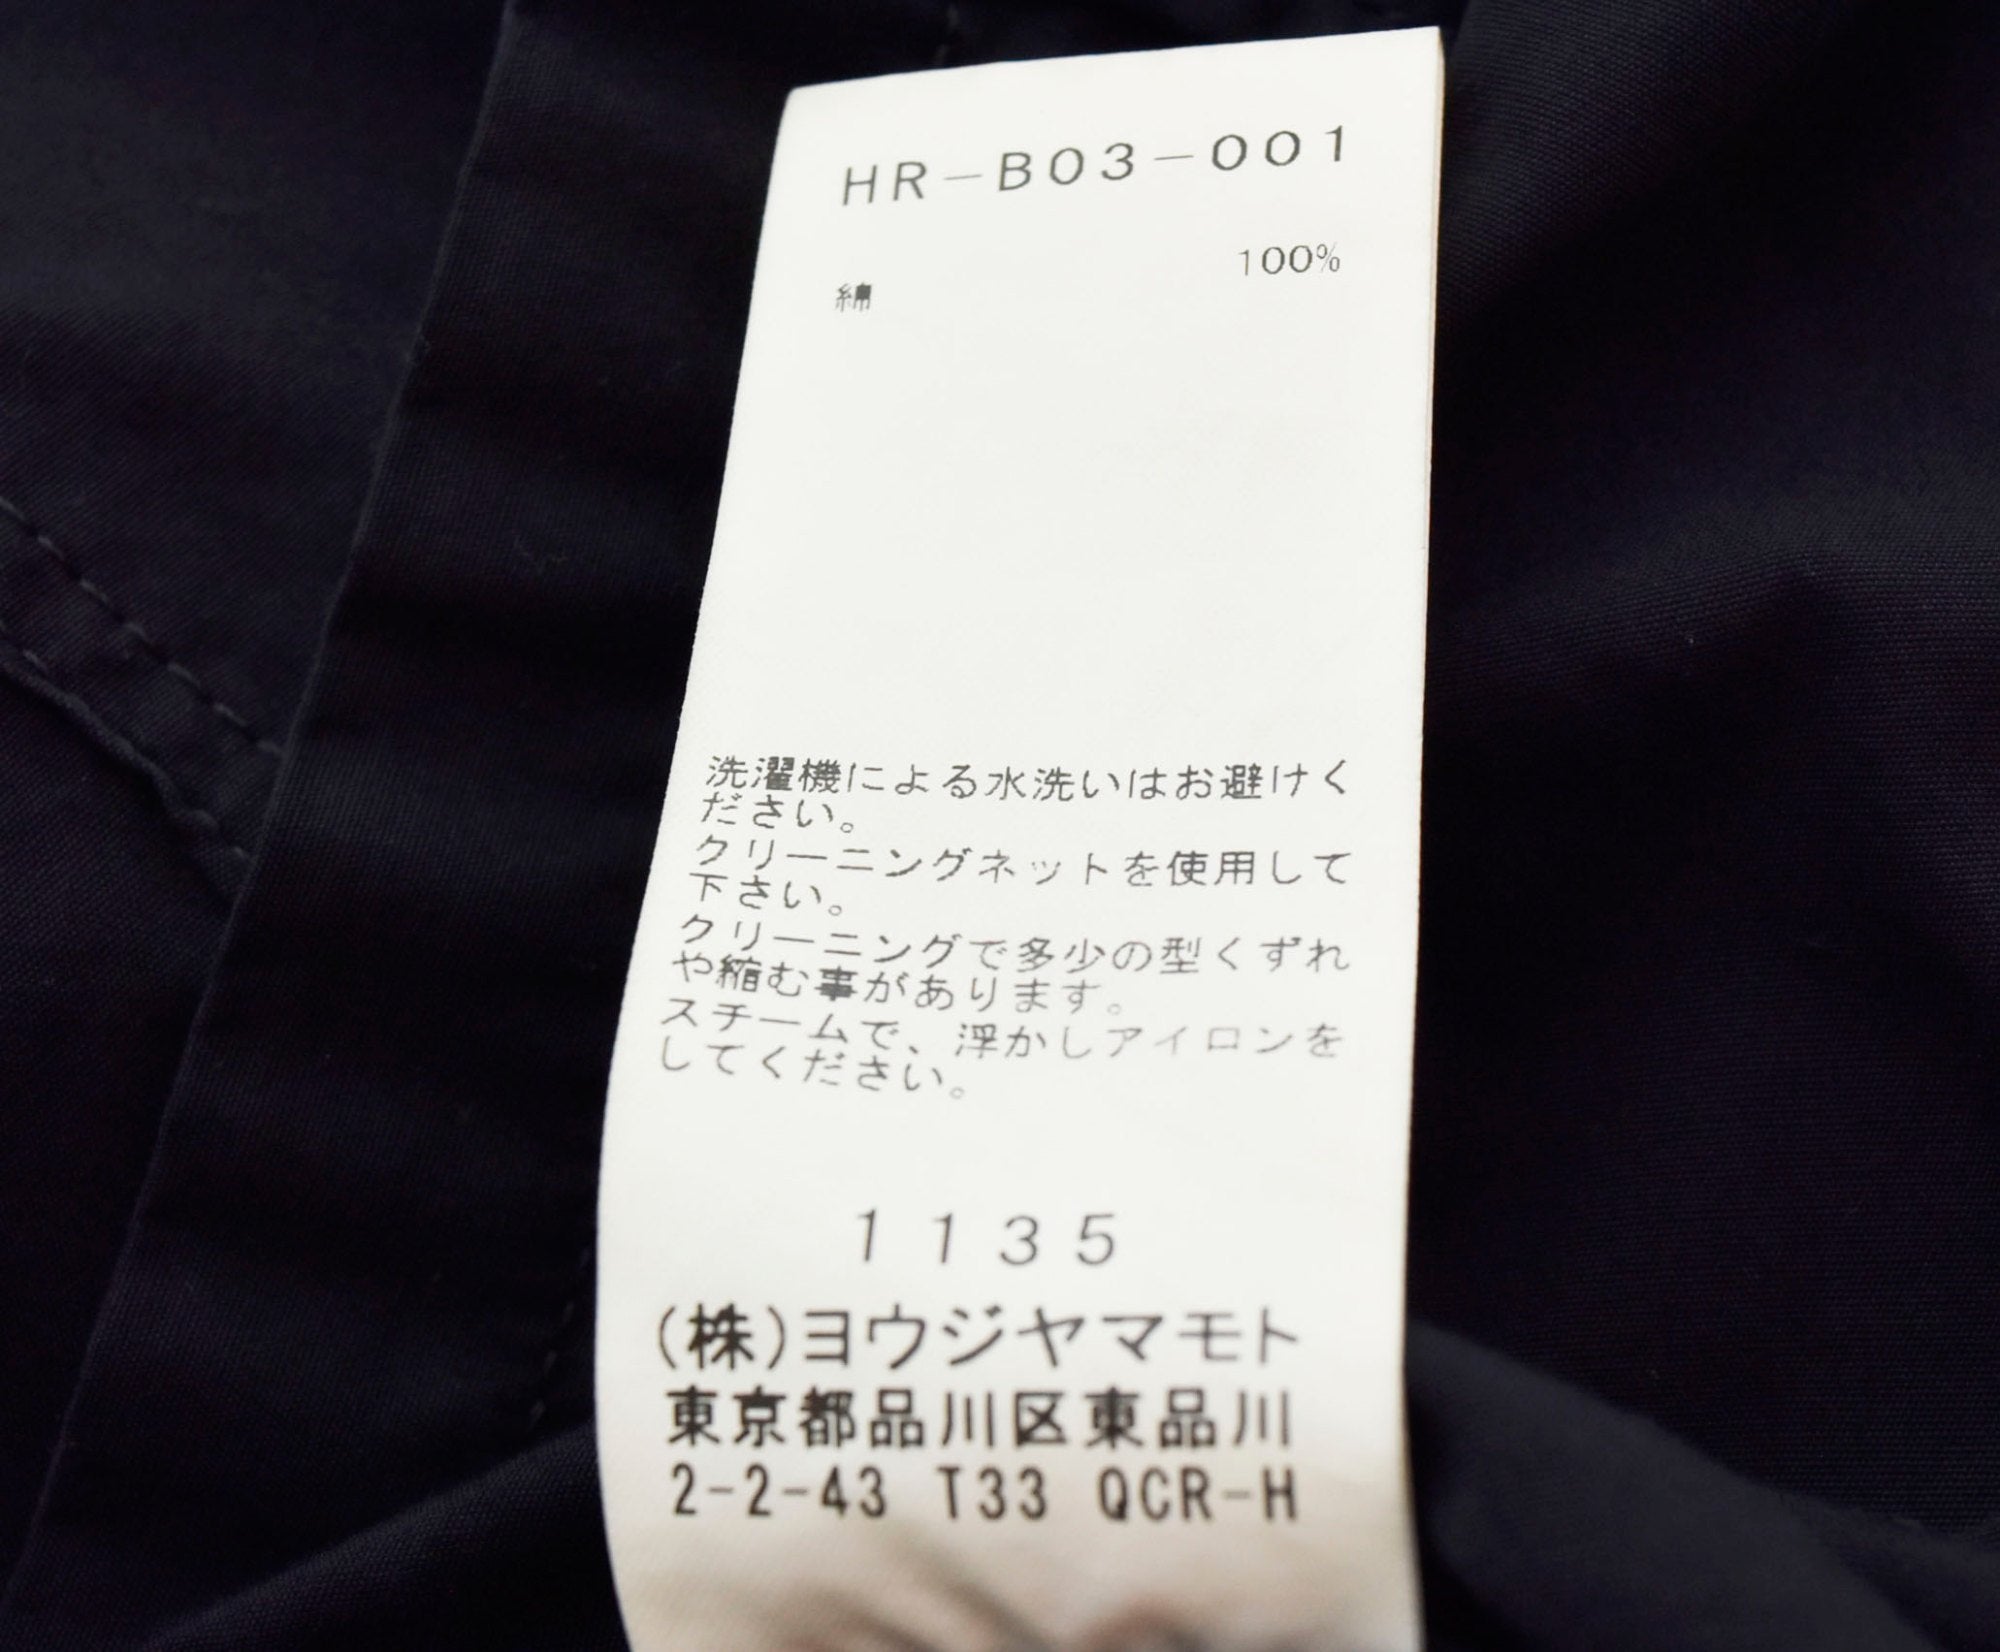 HR-B03-001
100%
綿
洗濯機による水洗いはお避けく
ださい。
クリーニングネットを使用して
下さい。
クリーニングで多少の型くずれ
や縮む事があります。
スチームで、浮かしアイロンを
してください。
1135
(株)ヨウジヤマモト
東京都品川区東品川
2-2-43 T33 QCR-H